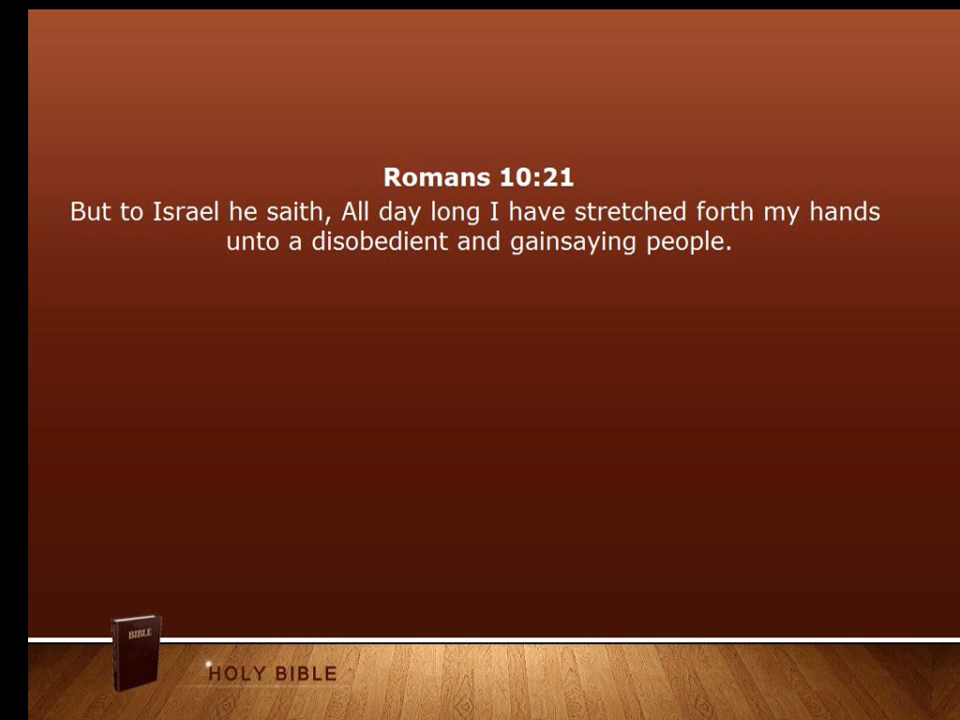 Romans 10:21
But to Israel he saith, All day long I have stretched forth my hands
unto a disobedient and gainsaying people.
BIBLE
HOLY BIBLE